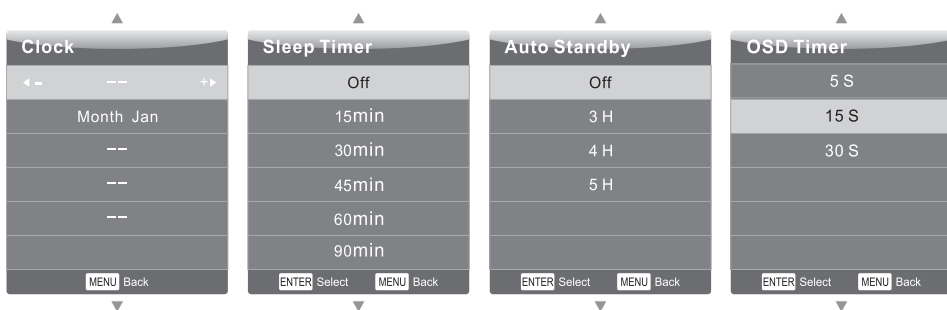 Clock
- -- +
Month Jan
--
--
--
MENU Back
Sleep Timer
Off
15min
30min
45min
60min
90min
ENTER Select MENU Back
Auto Standby
Off
3 H
4 H
5 H
ENTER Select MENU Back
OSD Timer
5 S
15 S
30 S
ENTER Select MENU Back